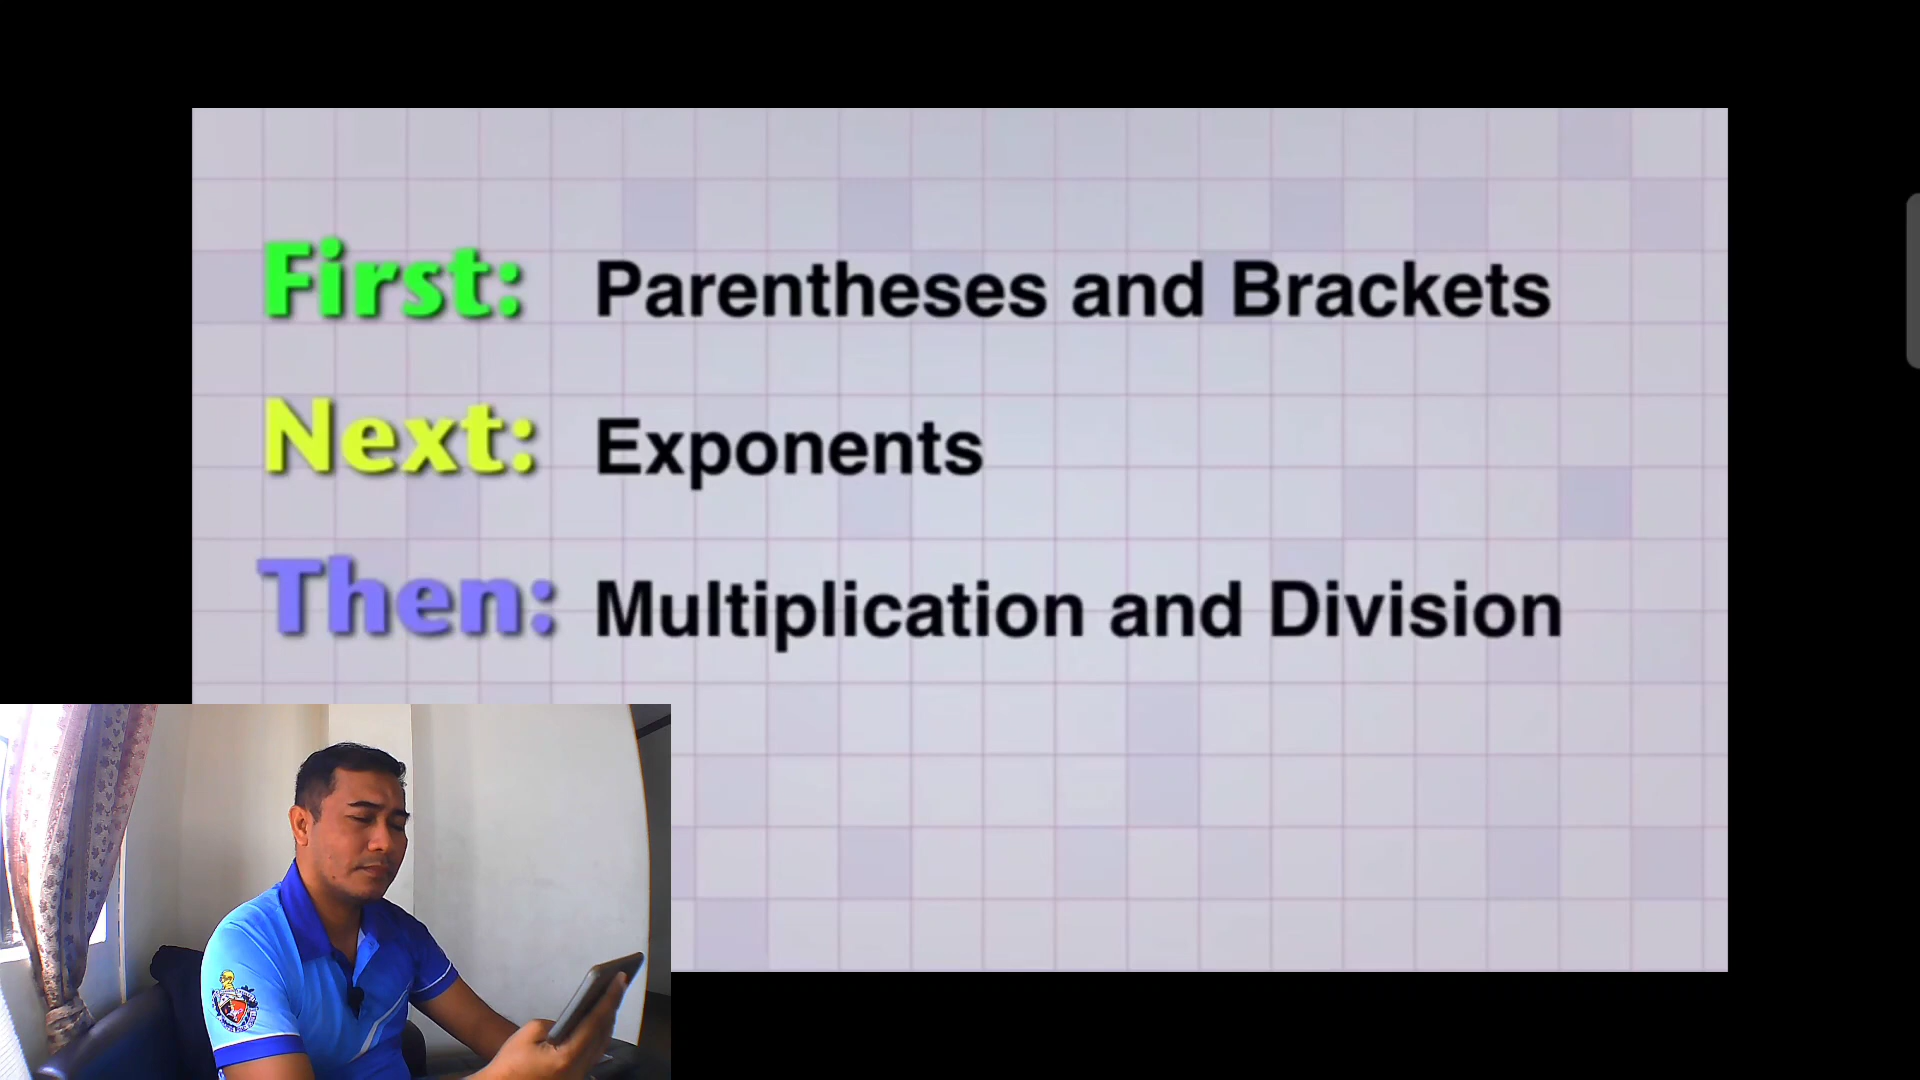 First: Parentheses and Brackets
Next: Exponents
Then: Multiplication and Division